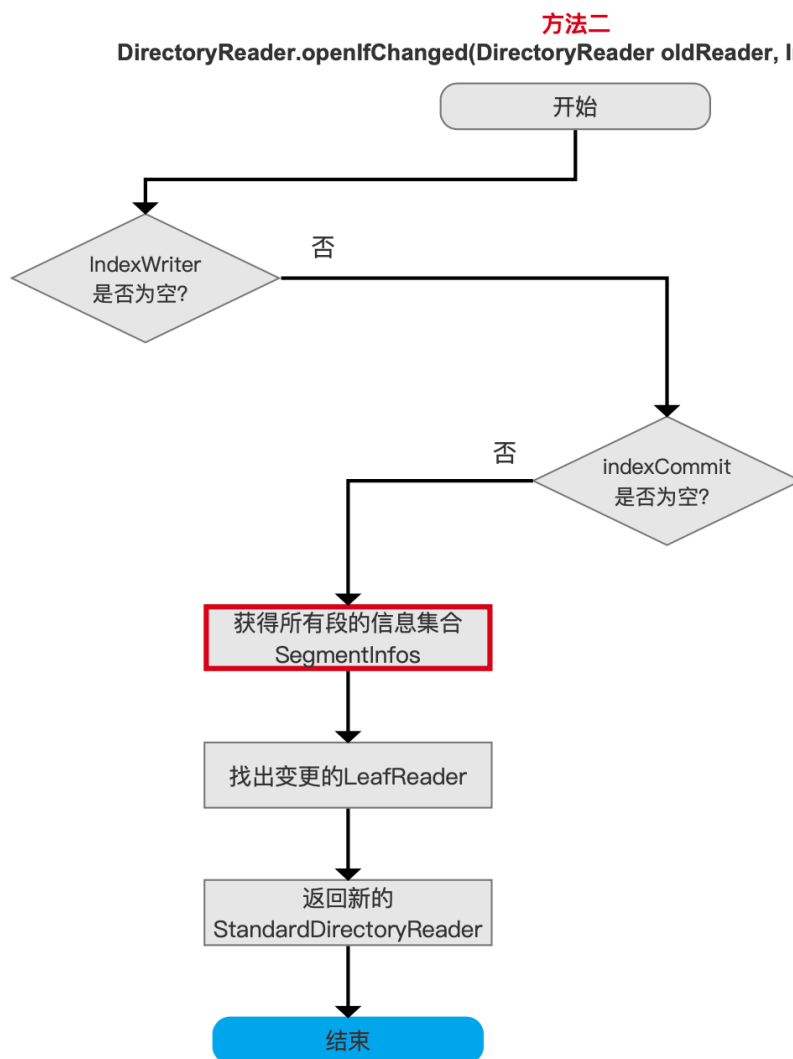 方法二
DirectoryReader.openIfChanged(DirectoryReader oldReader,
开始
IndexWriter
是否为空?
否
indexCommit
是否为空?
否
获得所有段的信息集合
SegmentInfos
找出变更的LeafReader
返回新的
StandardDirectoryReader
结束